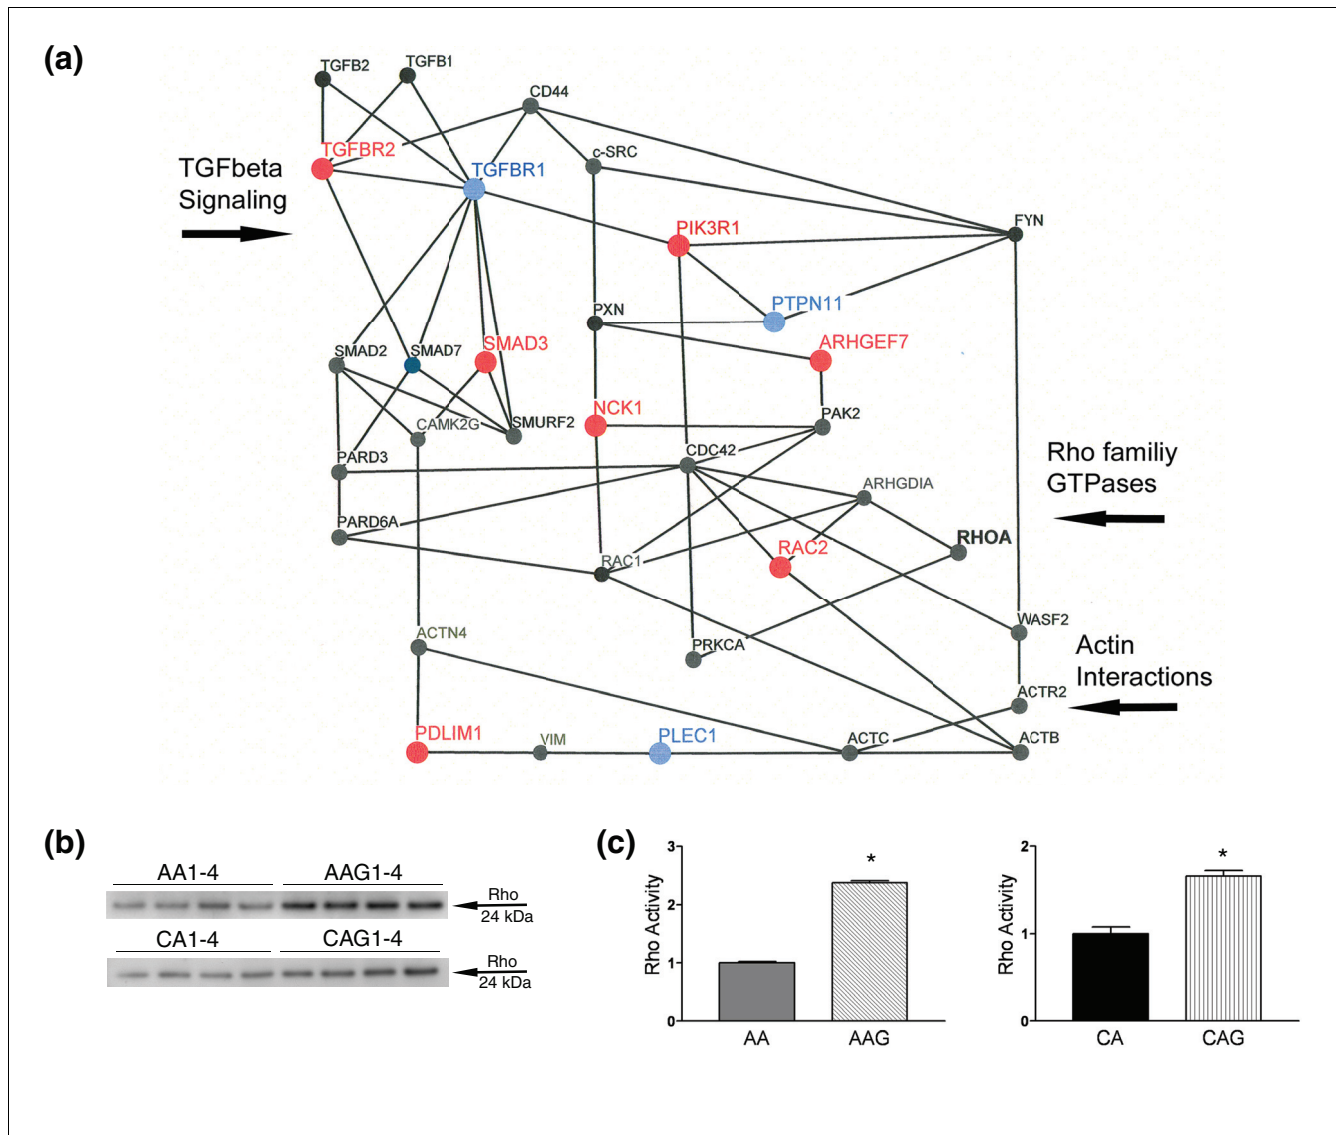 (a)
TGFB2
TGFB1
CD44
TGFBR2
TGFBR1
c-SRC
TGFbeta
Signaling
PIK3R1
FYN
PTPN11
PXN
ARHGEF7
SMAD2
SMAD7
SMAD3
NCK1
PAK2
CAMK2G
SMURF2
PARD3
CDC42
Rho familiy
GTPases
ARHGDIA
PARD6A
RHOA
RAC2
RAC1
ACTN4
PRKCA
WASF2
Actin
Interactions
ACTR2
PDLIM1
VIM
PLEC1
ACTC
ACTB
(b)
AA1-4
AAG1-4
Rho
24 kDa
CA1-4
CAG1-4
Rho
24 kDa
(c)
Rho Activity
3
2
1
0
*
AA
AAG
Rho Activity
2
1
0
*
CA
CAG